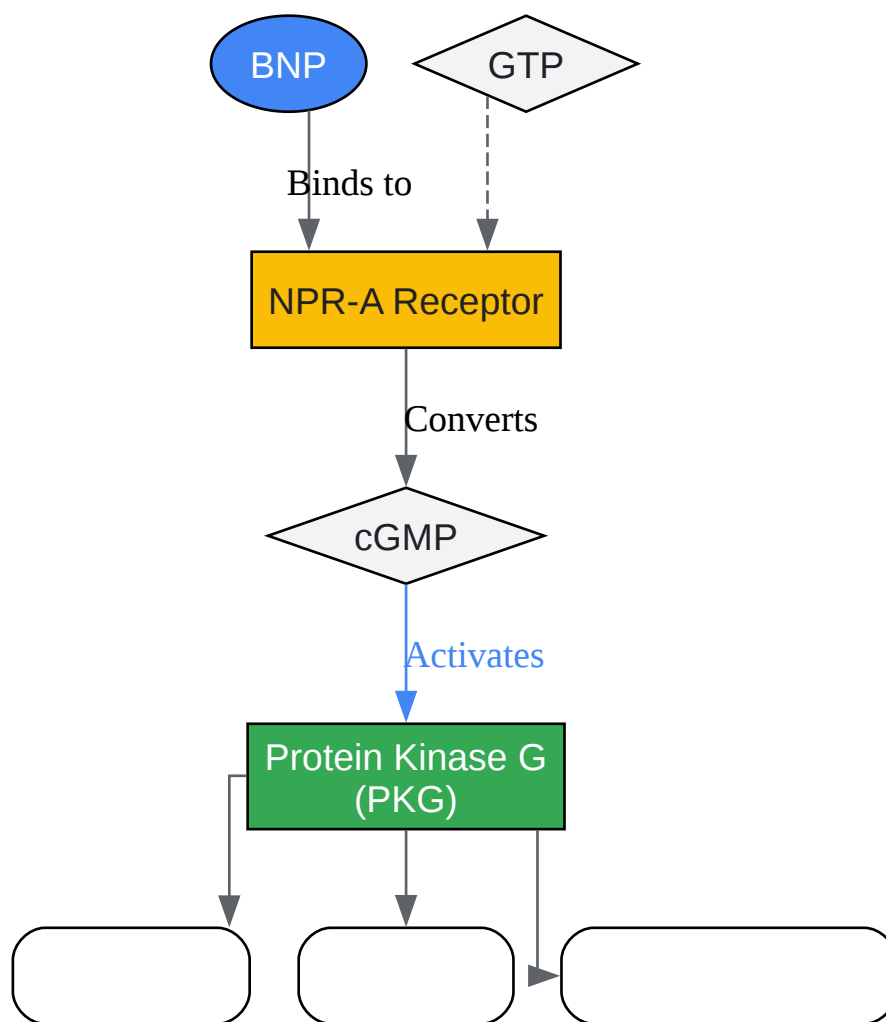 BNP
GTP
Binds to
NPR-A Receptor
Converts
cGMP
Activates
Protein Kinase G
(PKG)